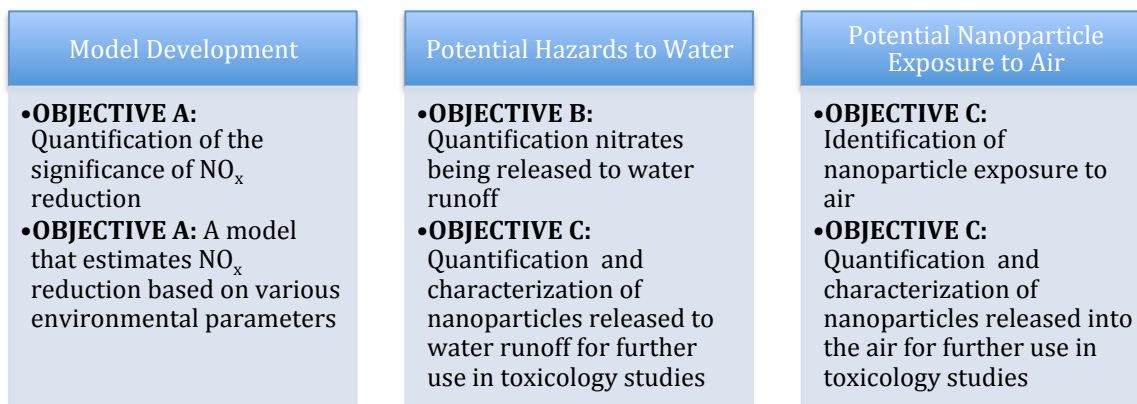 Model Development
•OBJECTIVE A:
Quantification of the
significance of NOx
reduction
•OBJECTIVE A: A model
that estimates NOx
reduction based on various
environmental parameters
Potential Hazards to Water
•OBJECTIVE B:
Quantification nitrates
being released to water
runoff
•OBJECTIVE C:
Quantification and
characterization of
nanoparticles released to
water runoff for further
use in toxicology studies
Potential Nanoparticle
Exposure to Air
•OBJECTIVE C:
Identification of
nanoparticle exposure to
air
•OBJECTIVE C:
Quantification and
characterization of
nanoparticles released into
the air for further use in
toxicology studies